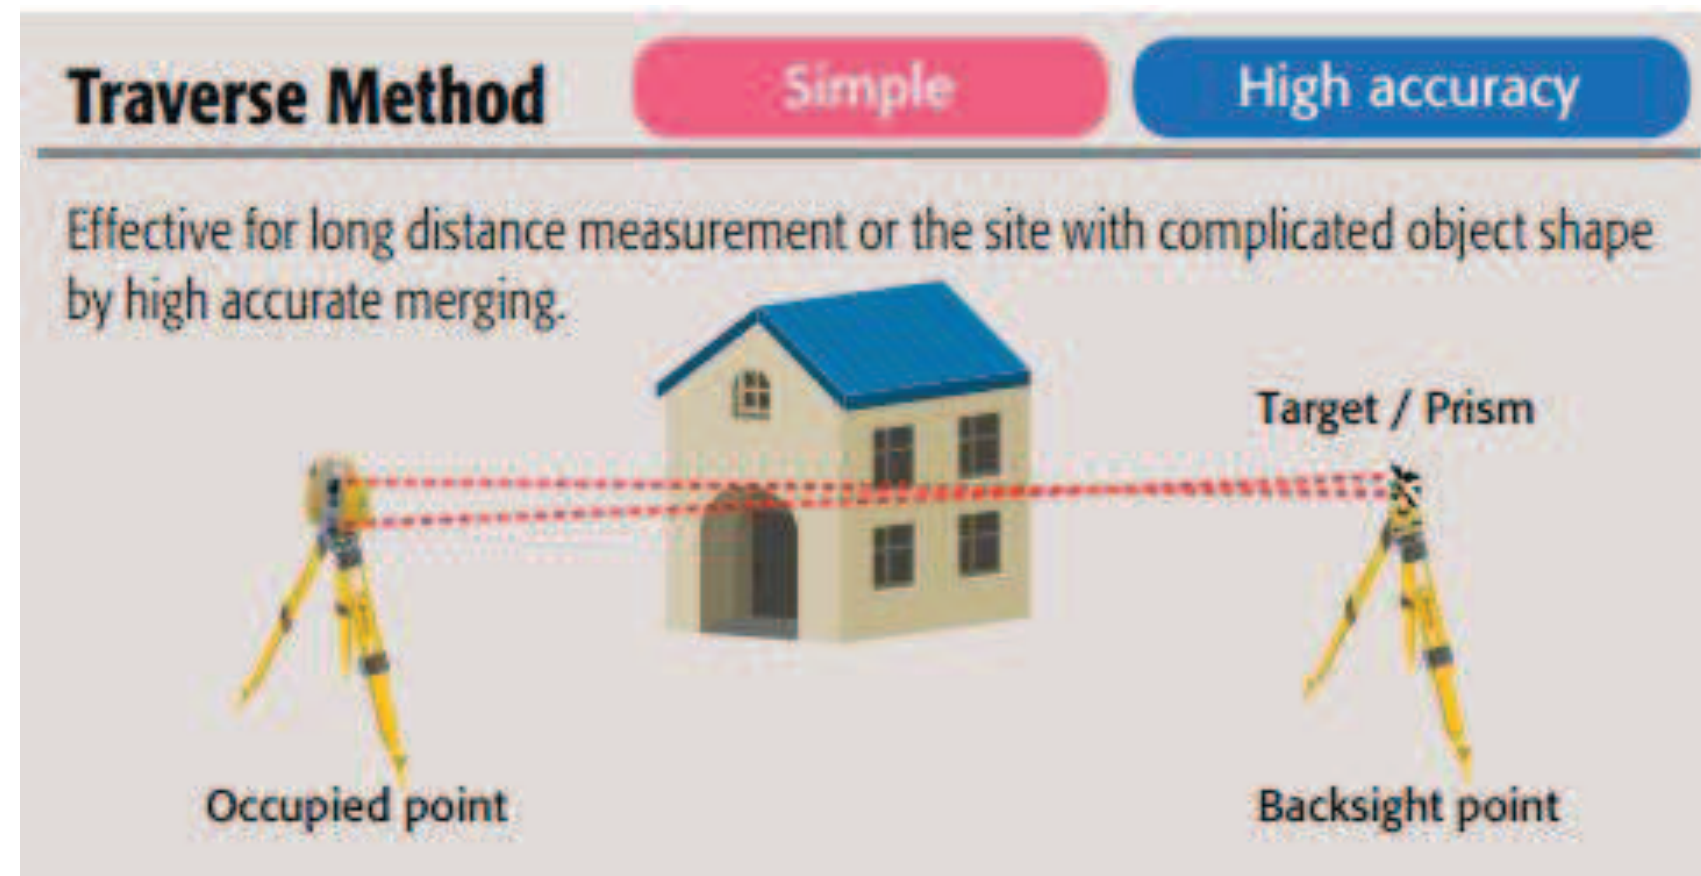 Traverse Method
Simple
High accuracy
Effective for long distance measurement or the site with complicated object shape
by high accurate merging.
Target / Prism
Occupied point
Backsight point